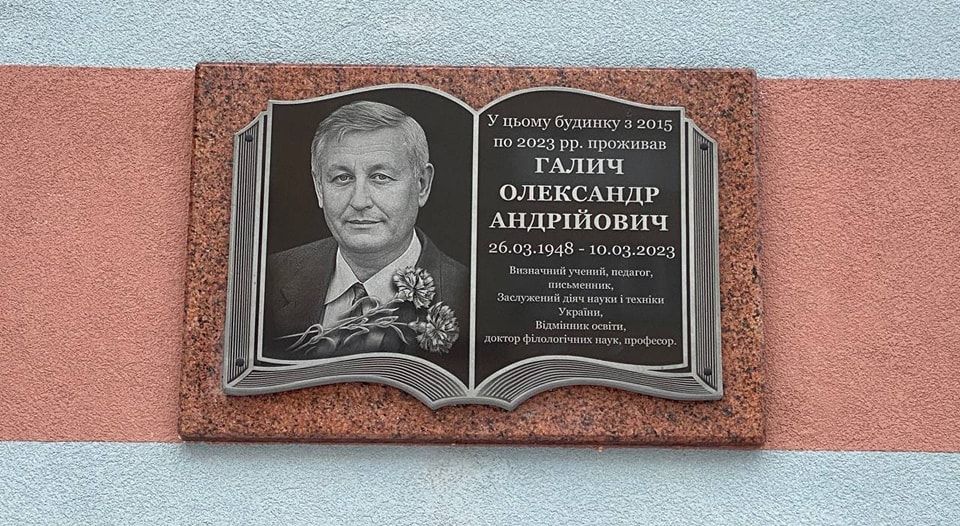 У цьому будинку з 2015
по 2023 рр. проживав
ГАЛИЧ
ОЛЕКСАНДР
АНДРІЙОВИЧ
26.03.1948 - 10.03.2023
Визначний учений, педагог,
письменник,
Заслужений діяч науки і техніки
України,
Відмінник освіти,
доктор філологічних наук, професор.